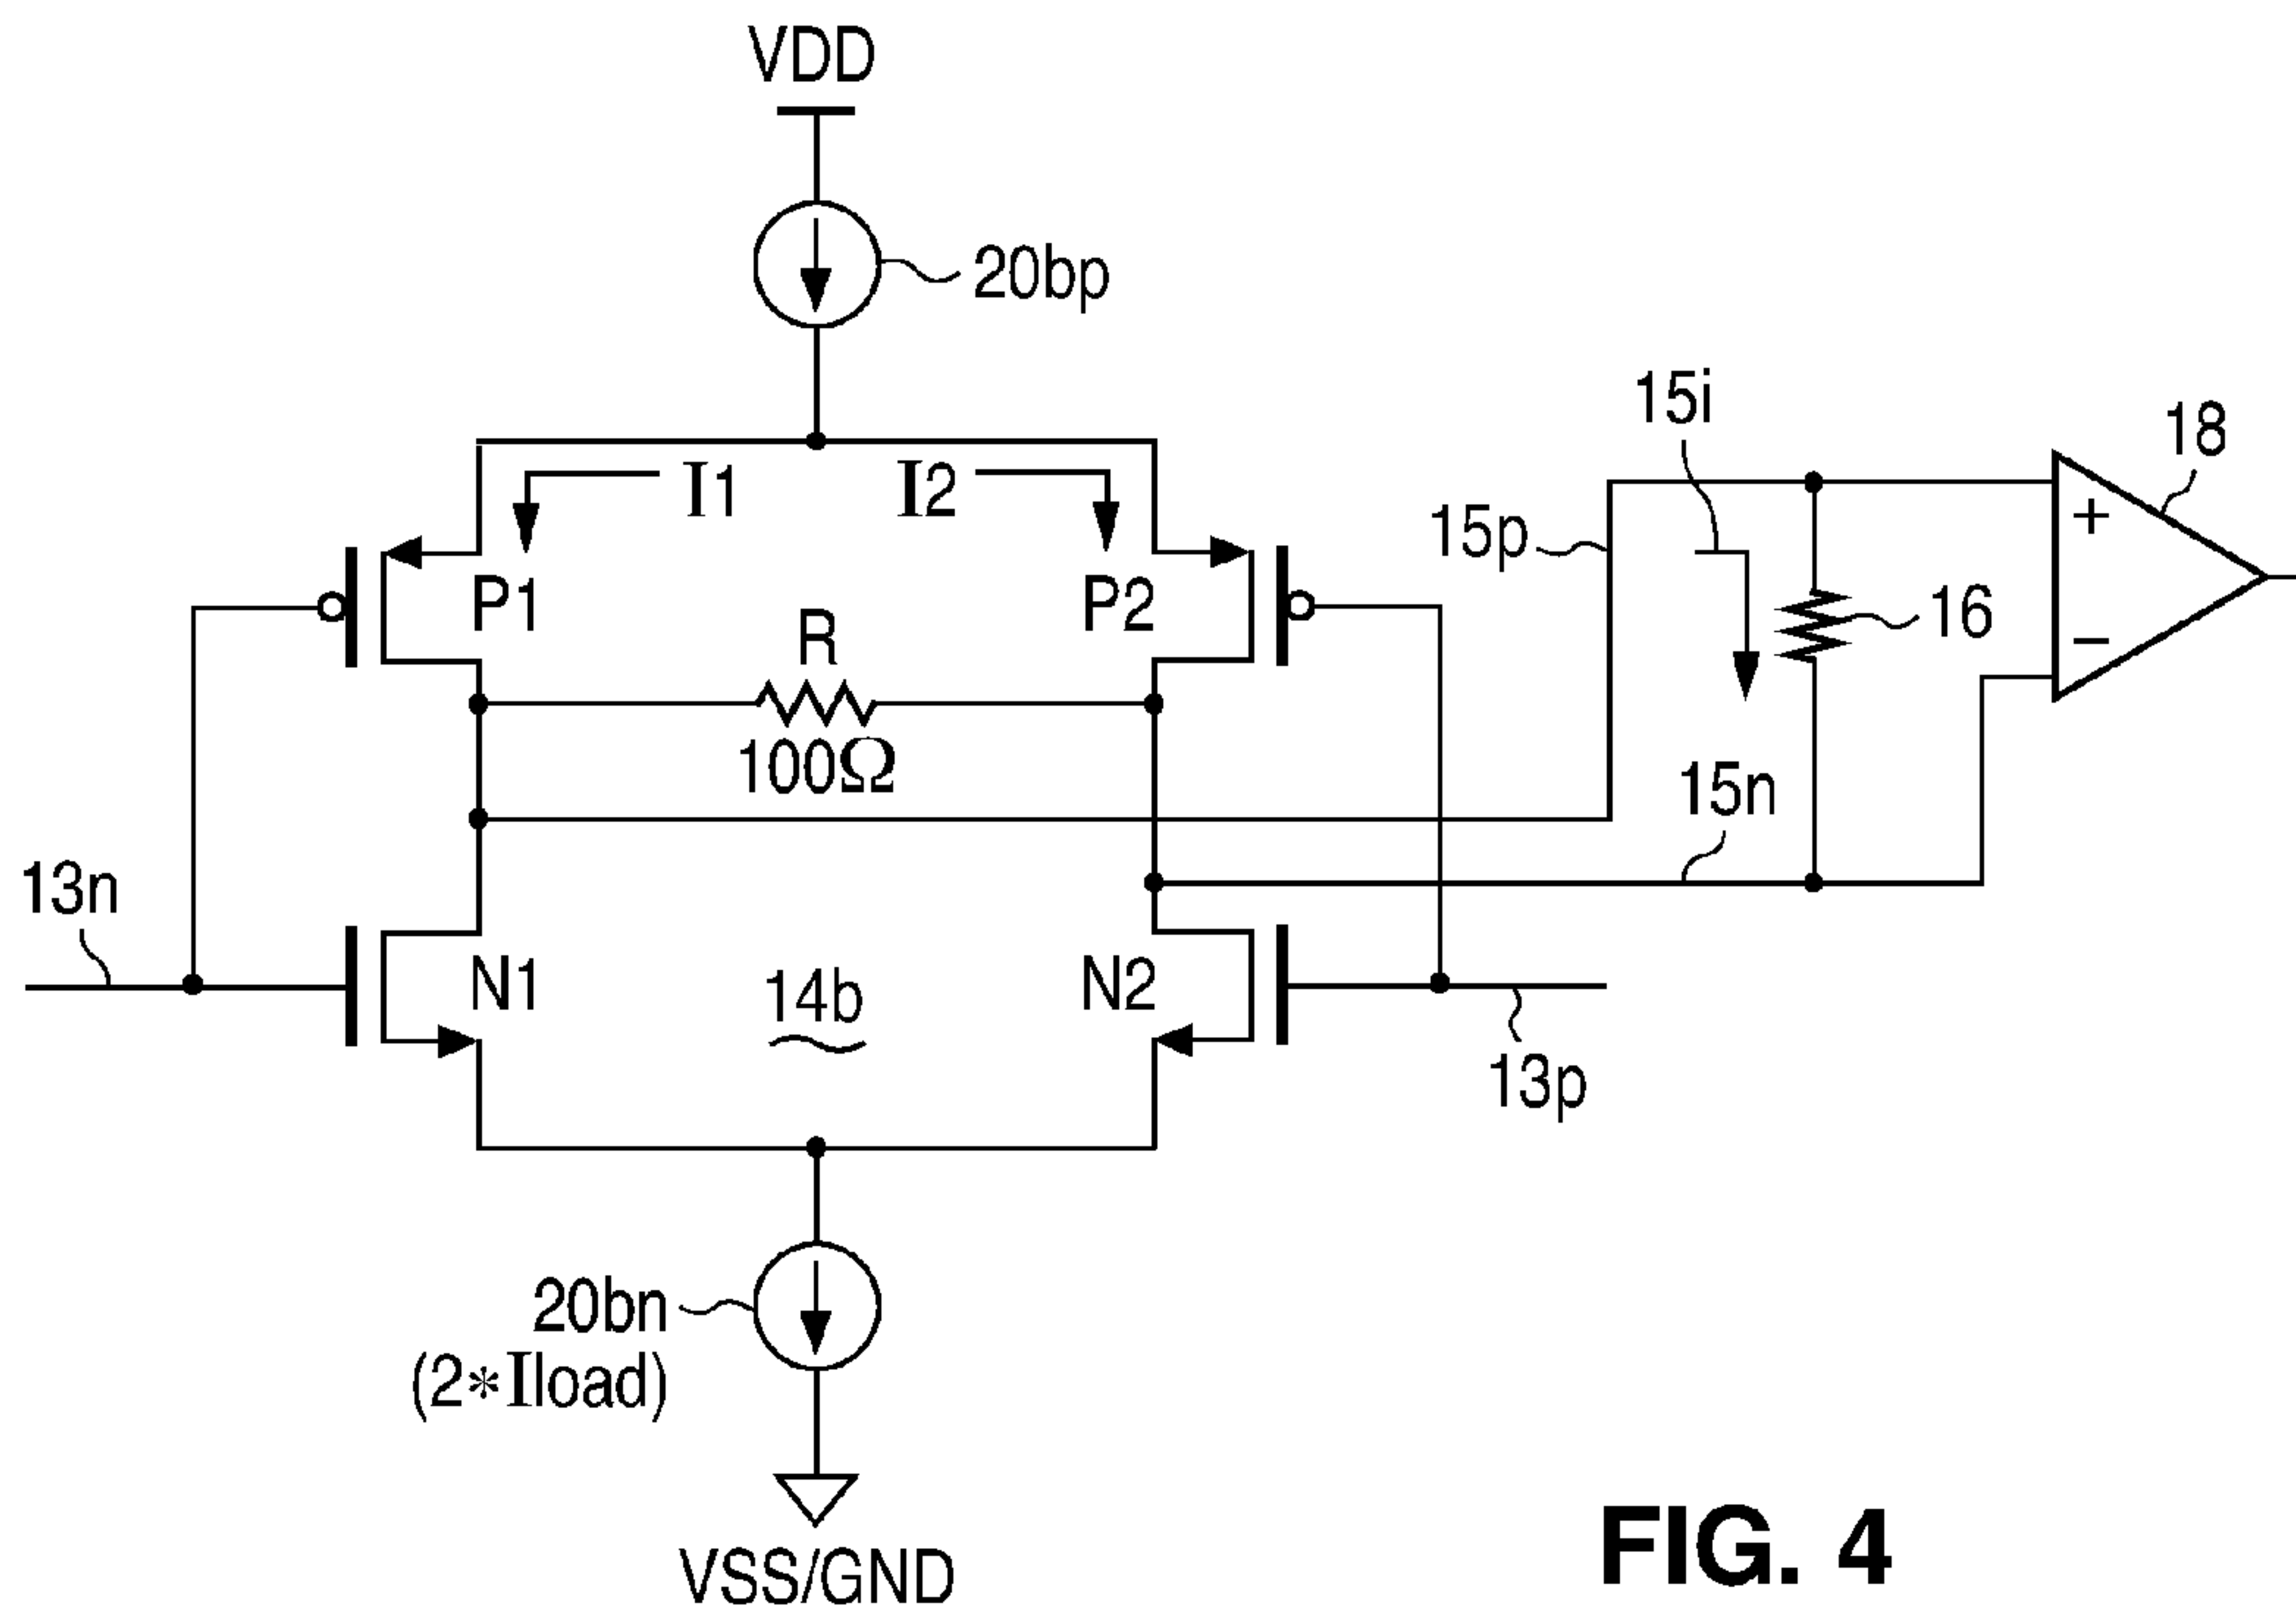 VDD
20bp
I1
I2
15i
18
15p
P1
P2
16
R
100Ω
+
−
15n
13n
N1
14b
N2
13p
20bn
(2*Iload)
VSS/GND
FIG. 4